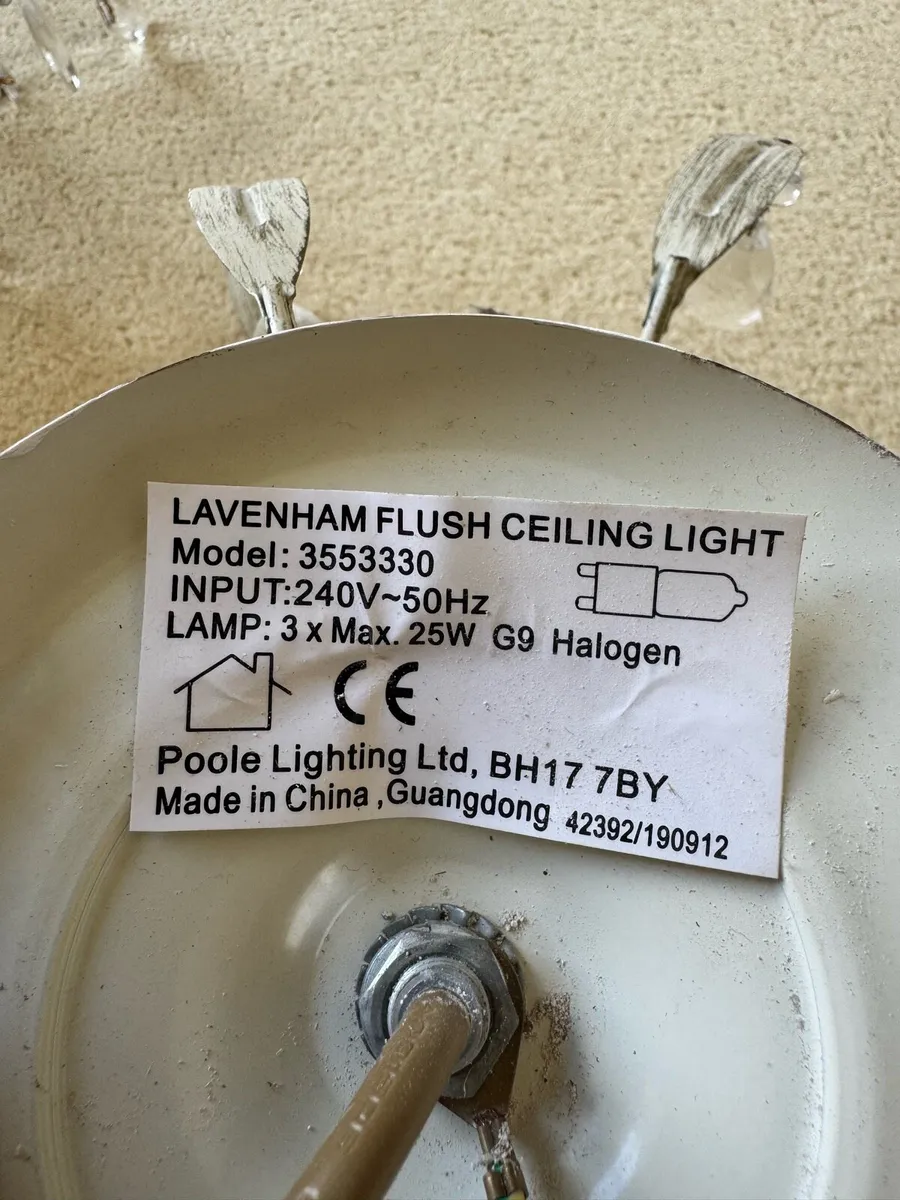 LAVENHAM FLUSH CEILING LIGHT
Model: 3553330
INPUT:240V~50Hz
LAMP: 3 x Max. 25W G9 Halogen
CE
Poole Lighting Ltd, BH17 7BY
Made in China ,Guangdong 42392/190912